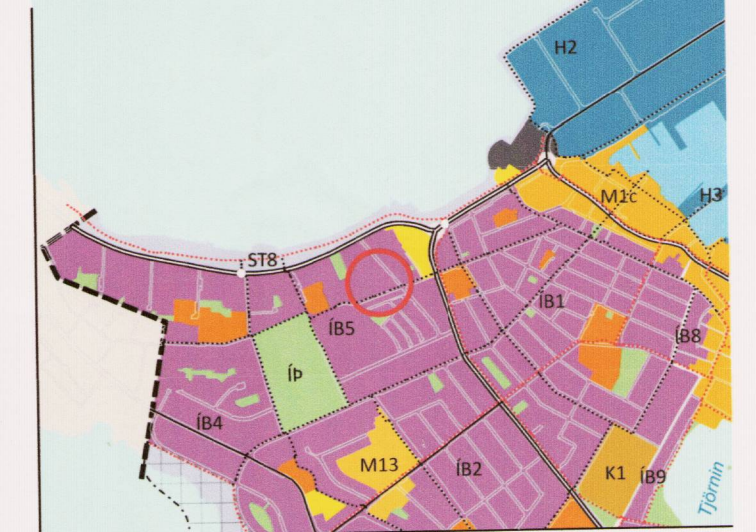 H2
M1c
H3
ST8
ÍB5
ÍB1
ÍB8
ÍÞ
ÍB4
M13
ÍB2
K1
ÍB9
Tjörnin